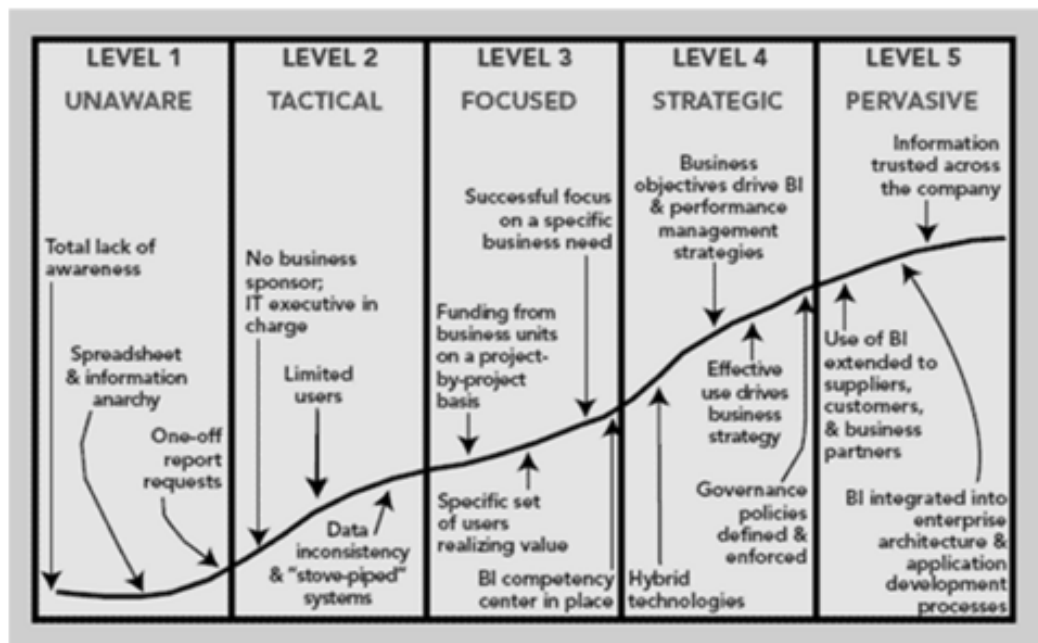 LEVEL 1
UNAWARE
Total lack of
awareness
Spreadsheet
& information
anarchy
One-off
report
requests
LEVEL 2
TACTICAL
No business
sponsor;
IT executive in
charge
Limited
users
Data
inconsistency
& “stove-piped”
systems
LEVEL 3
FOCUSED
Successful focus
on a specific
business need
Funding from
business units
on a project-
by-project
basis
Specific set
of users
realizing value
BI competency
center in place
LEVEL 4
STRATEGIC
Business
objectives drive BI
& performance
management
strategies
Effective
use drives
business
strategy
Governance
policies
defined &
enforced
Hybrid
technologies
LEVEL 5
PERVASIVE
Information
trusted across
the company
Use of BI
extended to
suppliers,
customers,
& business
partners
BI integrated into
enterprise
architecture &
application
development
processes